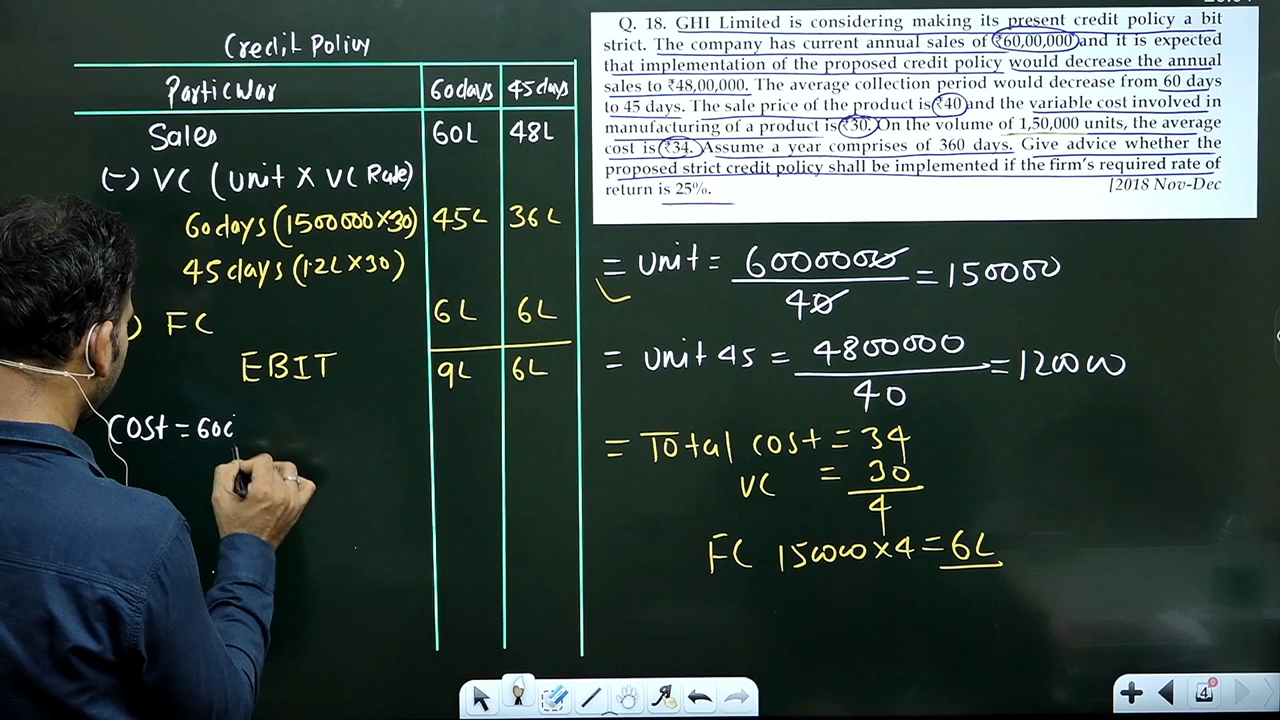 Credit Policy
Particular 60days 45days
Sales 60L 48L
(-) VC (Unit X VC Rate)
60days (1500000×30) 45L 36L
45days (1.2L×30)
) FC 6L 6L
EBIT 9L 6L
Cost = 60d
Q. 18. GHI Limited is considering making its present credit policy a bit
strict. The company has current annual sales of ₹60,00,000 and it is expected
that implementation of the proposed credit policy would decrease the annual
sales to ₹48,00,000. The average collection period would decrease from 60 days
to 45 days. The sale price of the product is ₹40 and the variable cost involved in
manufacturing of a product is ₹30. On the volume of 1,50,000 units, the average
cost is ₹34. Assume a year comprises of 360 days. Give advice whether the
proposed strict credit policy shall be implemented if the firm's required rate of
return is 25%. [2018 Nov-Dec
= Unit = 6000000 / 40 = 150000
= Unit 45 = 4800000 / 40 = 120000
= Total cost = 34
VC = 30
4
FC 150000×4 = 6L
4